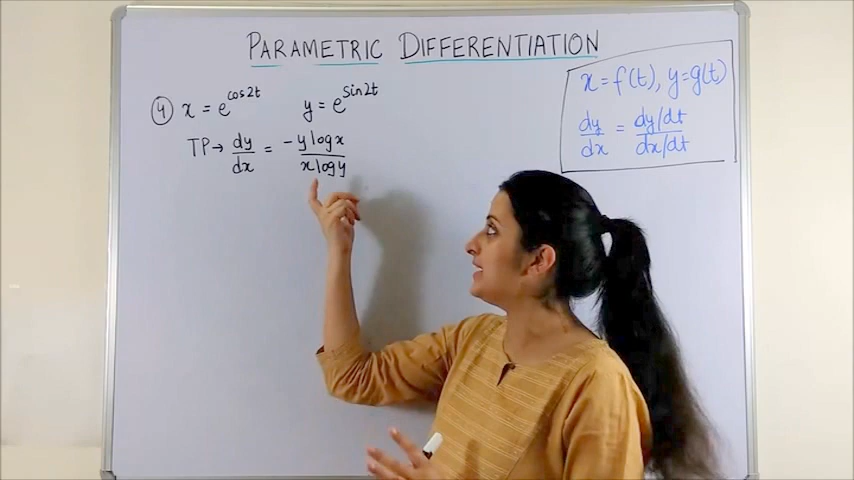 PARAMETRIC DIFFERENTIATION
④ x = e^cos2t y = e^sin2t
TP→ dy/dx = -y log x / x log y
x = f(t), y = g(t)
dy/dx = dy/dt / dx/dt